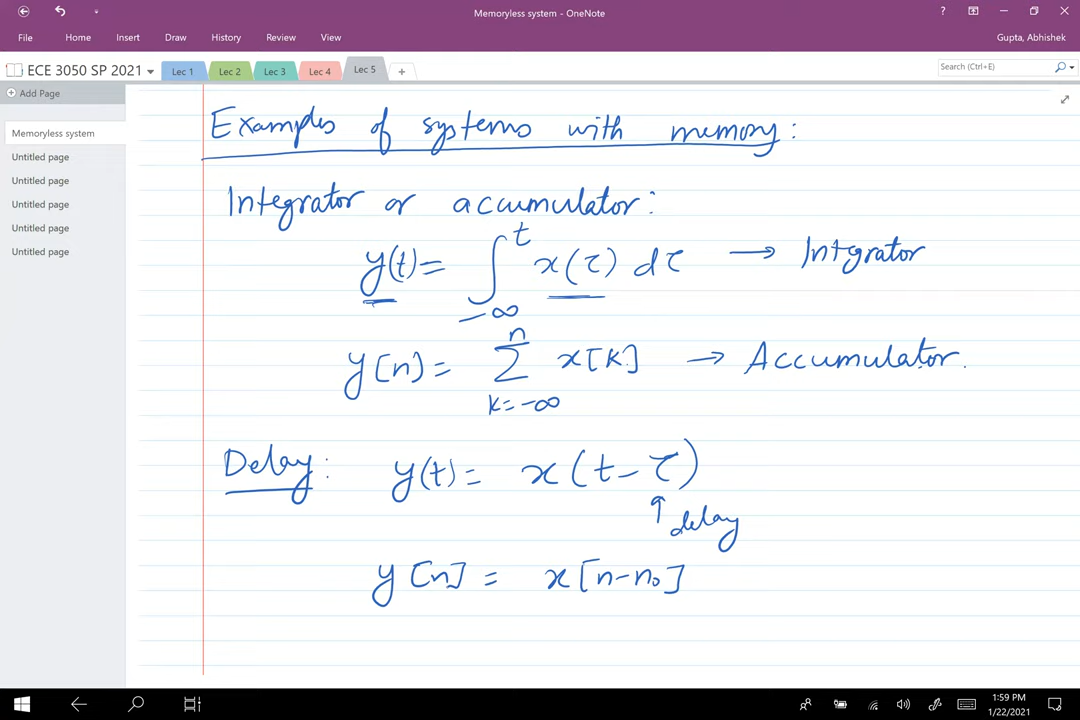 Memoryless system - OneNote
?
File Home Insert Draw History Review View
Gupta, Abhishek
ECE 3050 SP 2021
Lec 1 Lec 2 Lec 3 Lec 4 Lec 5 +
Search (Ctrl+E)
Add Page
Memoryless system
Untitled page
Untitled page
Untitled page
Untitled page
Untitled page
Examples of systems with memory:
Integrator or accumulator:
y(t) = ∫_{-∞}^{t} x(τ) dτ → Integrator
y[n] = ∑_{k=-∞}^{n} x[k] → Accumulator.
Delay: y(t) = x(t-τ)
↑ delay
y[n] = x[n-n₀]
1:59 PM
1/22/2021